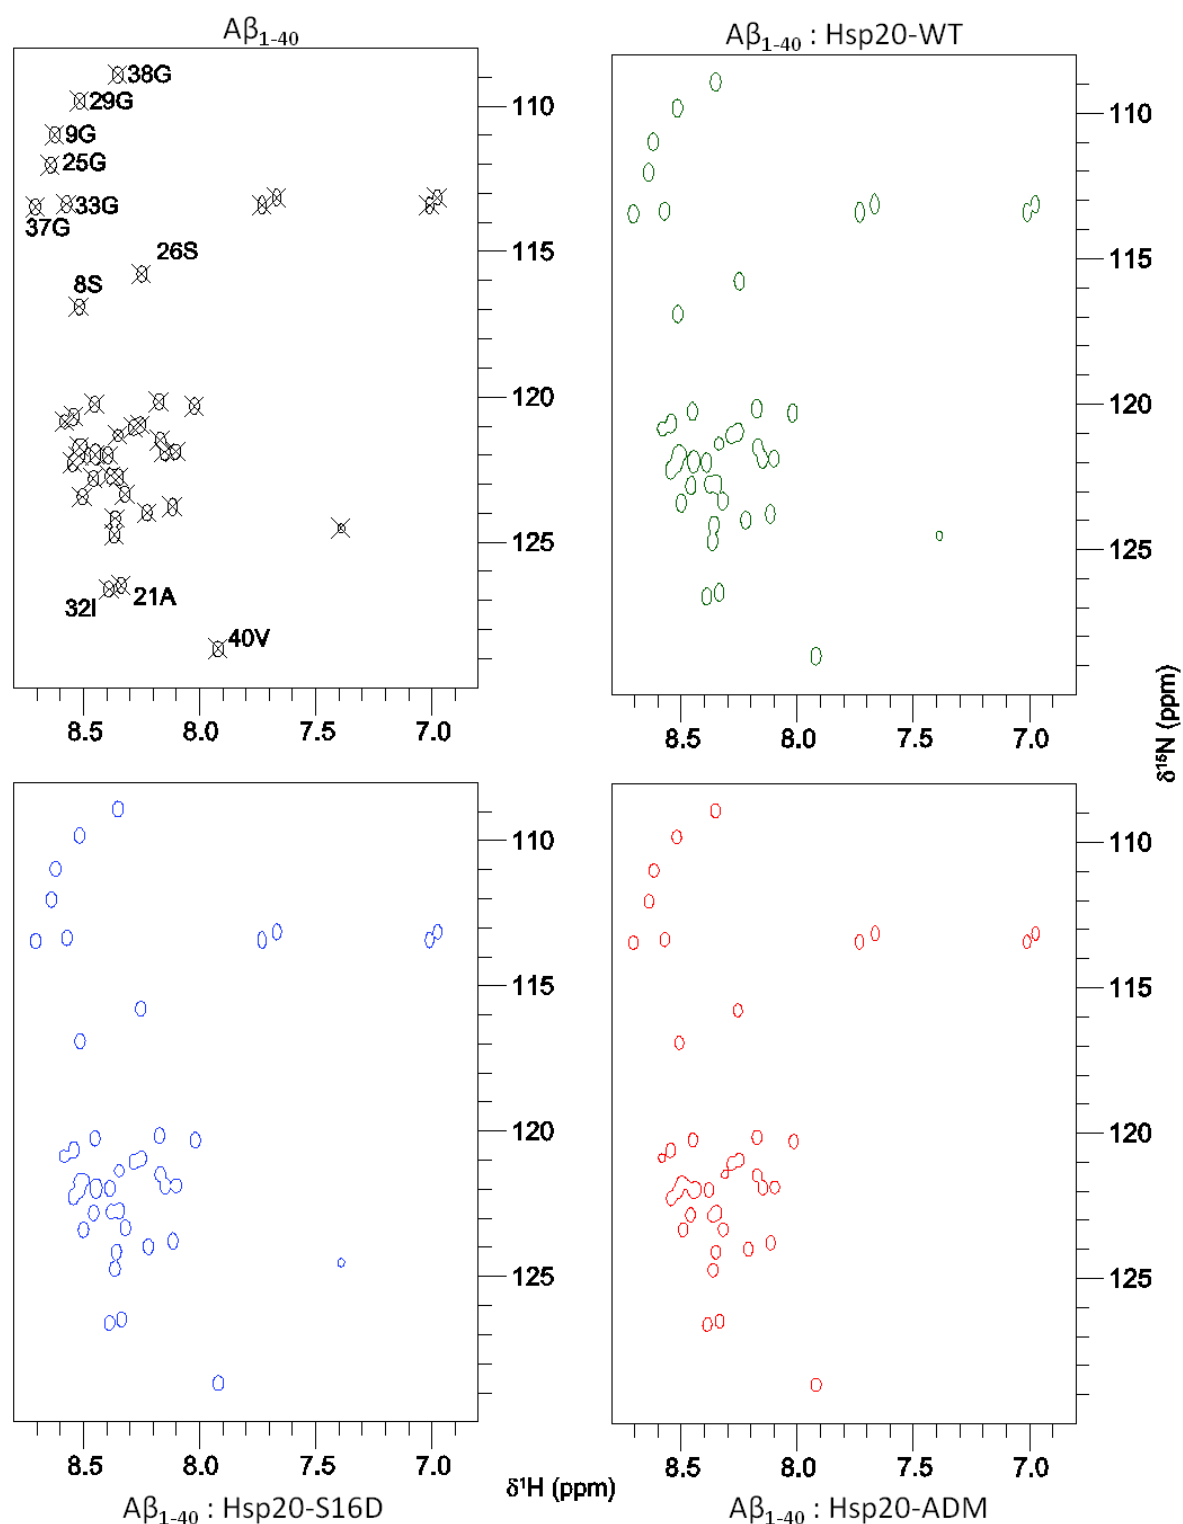 Aβ1-40
Aβ1-40 : Hsp20-WT
38G
29G
9G
25G
33G
37G
26S
8S
32I
21A
40V
110
115
120
125
8.5 8.0 7.5 7.0
110
115
120
125
8.5 8.0 7.5 7.0
δ15N (ppm)
110
115
120
125
8.5 8.0 7.5 7.0
110
115
120
125
8.5 8.0 7.5 7.0
δ1H (ppm)
Aβ1-40 : Hsp20-S16D
Aβ1-40 : Hsp20-ADM